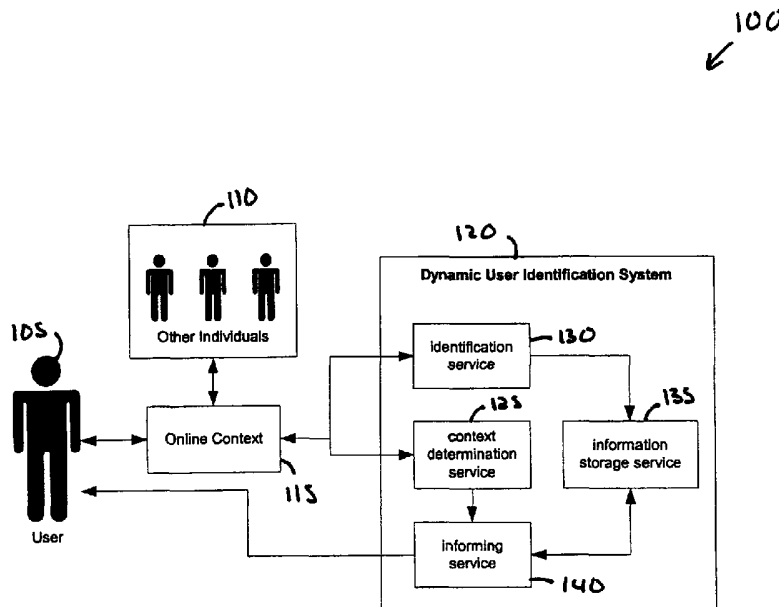 100
110
120
Dynamic User Identification System
105
Other Individuals
identification
service
130
125
135
Online Context
context
determination
service
information
storage service
115
User
informing
service
140